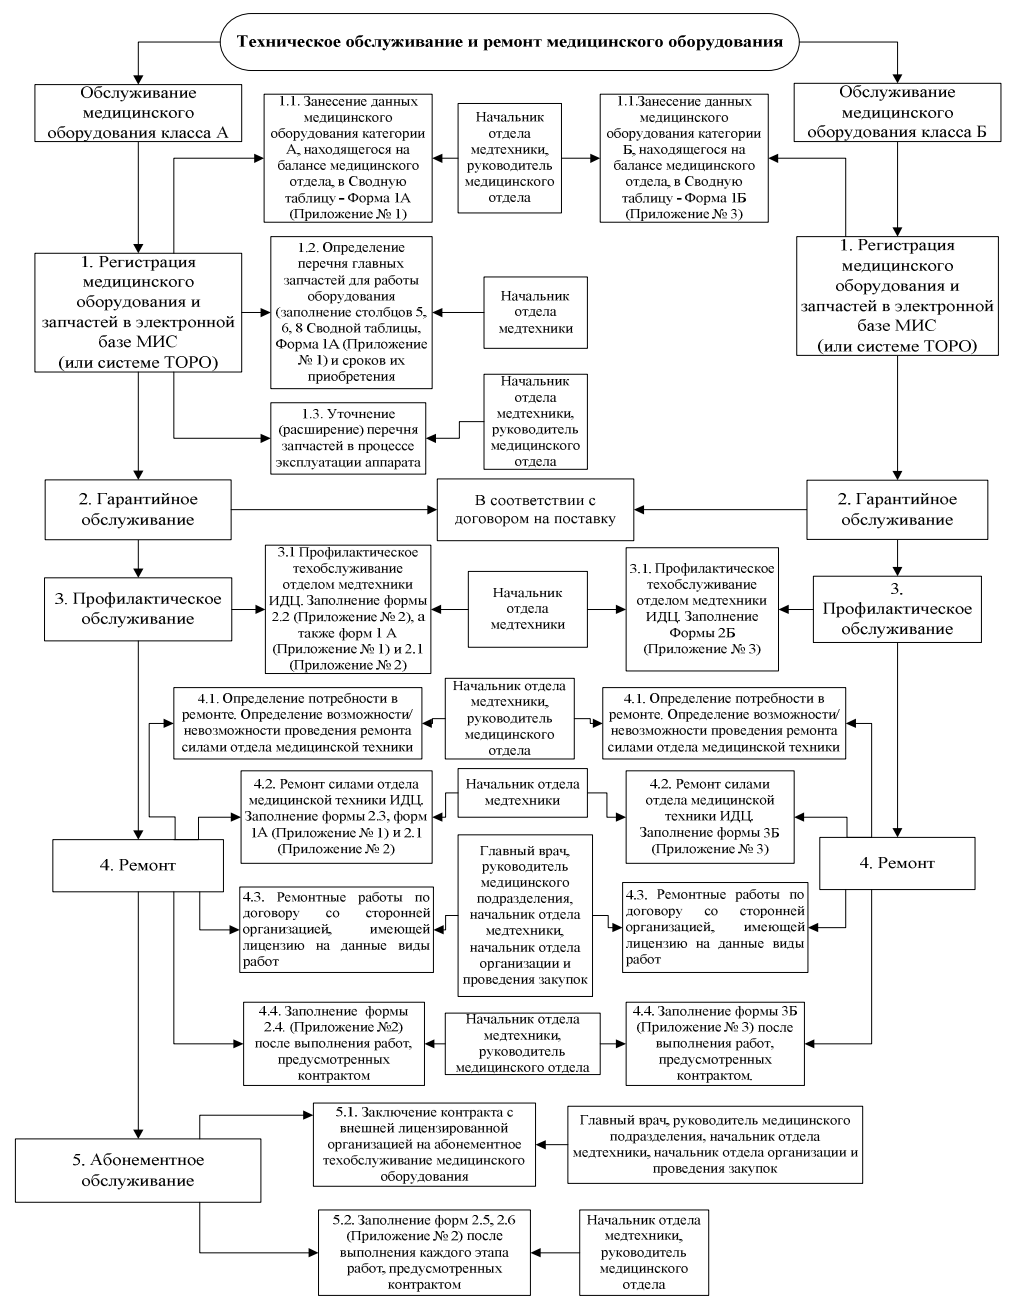 Техническое обслуживание и ремонт медицинского оборудования
Обслуживание
медицинского
оборудования класса А
1.1. Занесение данных
медицинского
оборудования категории
А, находящегося на
балансе медицинского
отдела, в Сводную
таблицу - Форма 1А
(Приложение № 1)
Начальник
отдела
медтехники,
руководитель
медицинского
отдела
1.1.Занесение данных
медицинского
оборудования категории
Б, находящегося на
балансе медицинского
отдела, в Сводную
таблицу - Форма 1Б
(Приложение № 3)
Обслуживание
медицинского
оборудования класса Б
1. Регистрация
медицинского
оборудования и
запчастей в электронной
базе МИС
(или системе ТОРО)
1.2. Определение
перечня главных
запчастей для работы
оборудования
(заполнение столбцов 5,
6, 8 Сводной таблицы,
Форма 1А (Приложение
№ 1) и сроков их
приобретения
Начальник
отдела
медтехники
1. Регистрация
медицинского
оборудования и
запчастей в электронной
базе МИС
(или системе ТОРО)
1.3. Уточнение
(расширение) перечня
запчастей в процессе
эксплуатации аппарата
Начальник
отдела
медтехники,
руководитель
медицинского
отдела
2. Гарантийное
обслуживание
В соответствии с
договором на поставку
2. Гарантийное
обслуживание
3. Профилактическое
обслуживание
3.1 Профилактическое
техобслуживание
отделом медтехники
ИДЦ. Заполнение формы
2.2 (Приложение № 2), а
также форм 1 А
(Приложение № 1) и 2.1
(Приложение № 2)
Начальник
отдела
медтехники
3.1. Профилактическое
техобслуживание
отделом медтехники
ИДЦ. Заполнение
Формы 2Б
(Приложение № 3)
3.
Профилактическое
обслуживание
4.1. Определение потребности в
ремонте. Определение возможности/
невозможности проведения ремонта
силами отдела медицинской техники
Начальник отдела
медтехники,
руководитель
медицинского
отдела
4.1. Определение потребности в
ремонте. Определение возможности/
невозможности проведения ремонта
силами отдела медицинской техники
4.2. Ремонт силами отдела
медицинской техники ИДЦ.
Заполнение формы 2.3, форм
1А (Приложение № 1) и 2.1
(Приложение № 2)
Начальник отдела
медтехники
4.2. Ремонт силами
отдела медицинской
техники ИДЦ.
Заполнение формы 3Б
(Приложение № 3)
4. Ремонт
4. Ремонт
4.3. Ремонтные работы по
договору со сторонней
организацией, имеющей
лицензию на данные виды
работ
Главный врач,
руководитель
медицинского
подразделения,
начальник отдела
медтехники,
начальник отдела
организации и
проведения закупок
4.3. Ремонтные работы по
договору со сторонней
организацией, имеющей
лицензию на данные виды
работ
4.4. Заполнение формы
2.4. (Приложение №2)
после выполнения работ,
предусмотренных
контрактом
Начальник отдела
медтехники,
руководитель
медицинского отдела
4.4. Заполнение формы 3Б
(Приложение № 3) после
выполнения работ,
предусмотренных
контрактом.
5. Абонементное
обслуживание
5.1. Заключение контракта с
внешней лицензированной
организацией на абонементное
техобслуживание медицинского
оборудования
Главный врач, руководитель медицинского
подразделения, начальник отдела
медтехники, начальник отдела организации и
проведения закупок
5.2. Заполнение форм 2.5, 2.6
(Приложение № 2) после
выполнения каждого этапа
работ, предусмотренных
контрактом
Начальник отдела
медтехники,
руководитель
медицинского
отдела